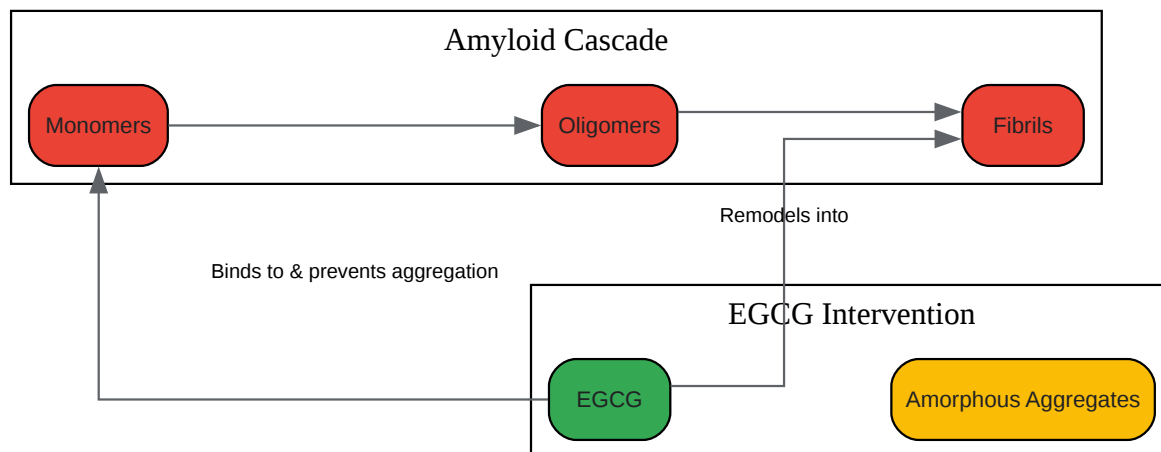 Amyloid Cascade
Monomers
Oligomers
Fibrils
Remodels into
Binds to & prevents aggregation
EGCG Intervention
EGCG
Amorphous Aggregates